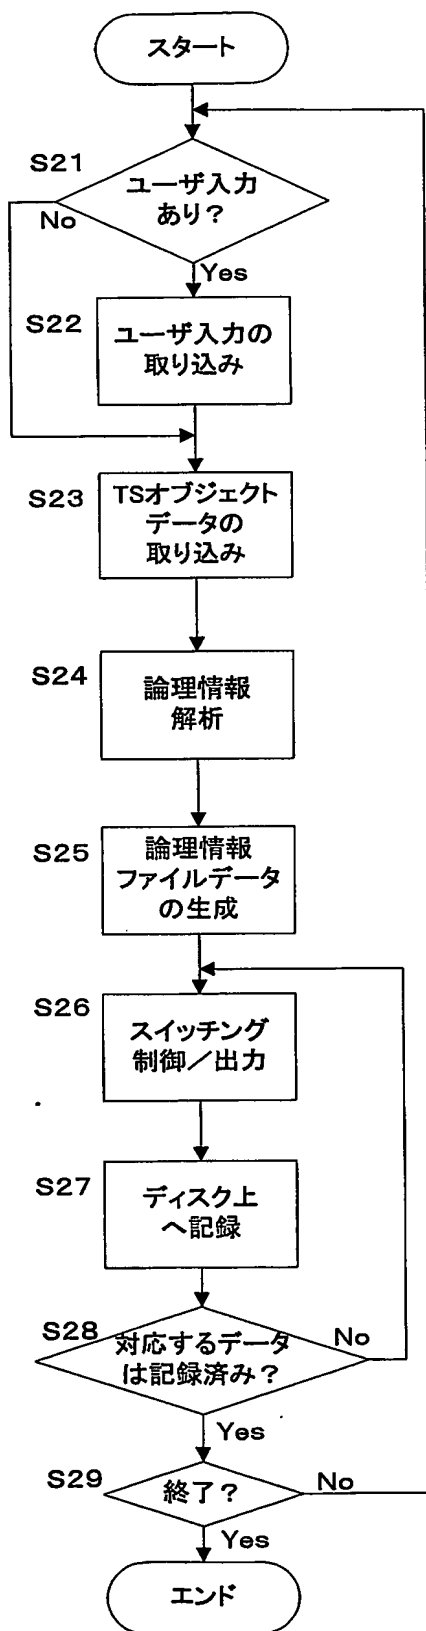 スタート
S21
ユーザ入力
あり？
No
Yes
S22
ユーザ入力の
取り込み
S23
TSオブジェクト
データの
取り込み
S24
論理情報
解析
S25
論理情報
ファイルデータ
の生成
S26
スイッチング
制御／出力
S27
ディスク上
へ記録
S28
対応するデータ
は記録済み？
No
Yes
S29
終了？
No
Yes
エンド